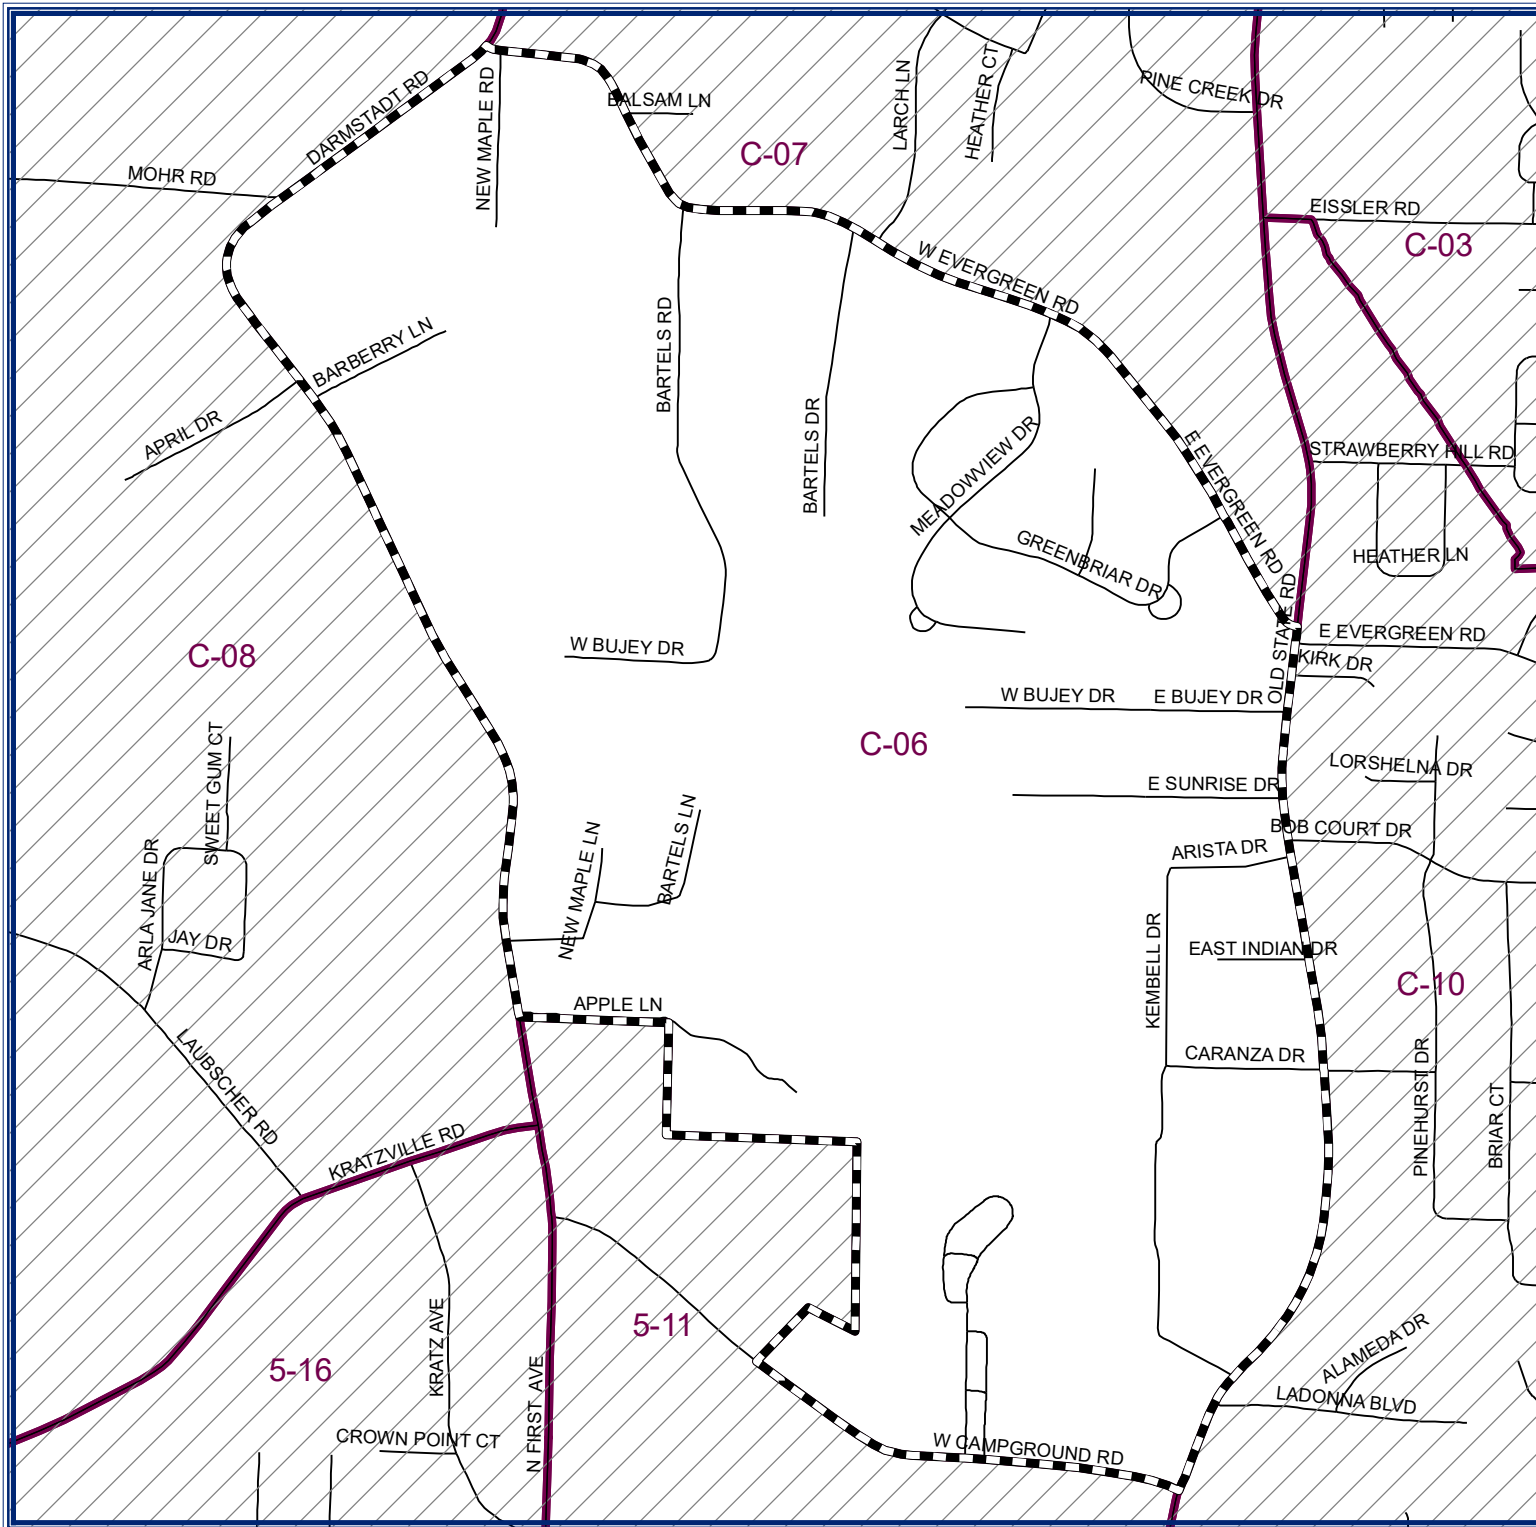 DARMSTADT RD
NEW MAPLE RD
BALSAM LN
LARCH LN
HEATHER CT
PINE CREEK DR
C-07
MOHR RD
EISSLER RD
C-03
W EVERGREEN RD
BARBERRY LN
BARTELS RD
APRIL DR
BARTELS DR
MEADOWVIEW DR
E EVERGREEN RD
STRAWBERRY HILL RD
GREENBRIAR DR
HEATHER LN
OLD STATE RD
E EVERGREEN RD
KIRK DR
C-08
W BUJEY DR
W BUJEY DR
E BUJEY DR
C-06
SWEET GUM CT
LORSHELNA DR
E SUNRISE DR
BOB COURT DR
ARISTA DR
ARLA JANE DR
JAY DR
NEW MAPLE LN
BARTELS LN
KEMBELL DR
EAST INDIAN DR
C-10
APPLE LN
LAUBSCHER RD
CARANZA DR
PINEHURST DR
BRIAR CT
KRATZVILLE RD
5-11
5-16
KRATZ AVE
N FIRST AVE
ALAMEDA DR
LADONNA BLVD
CROWN POINT CT
W CAMPGROUND RD